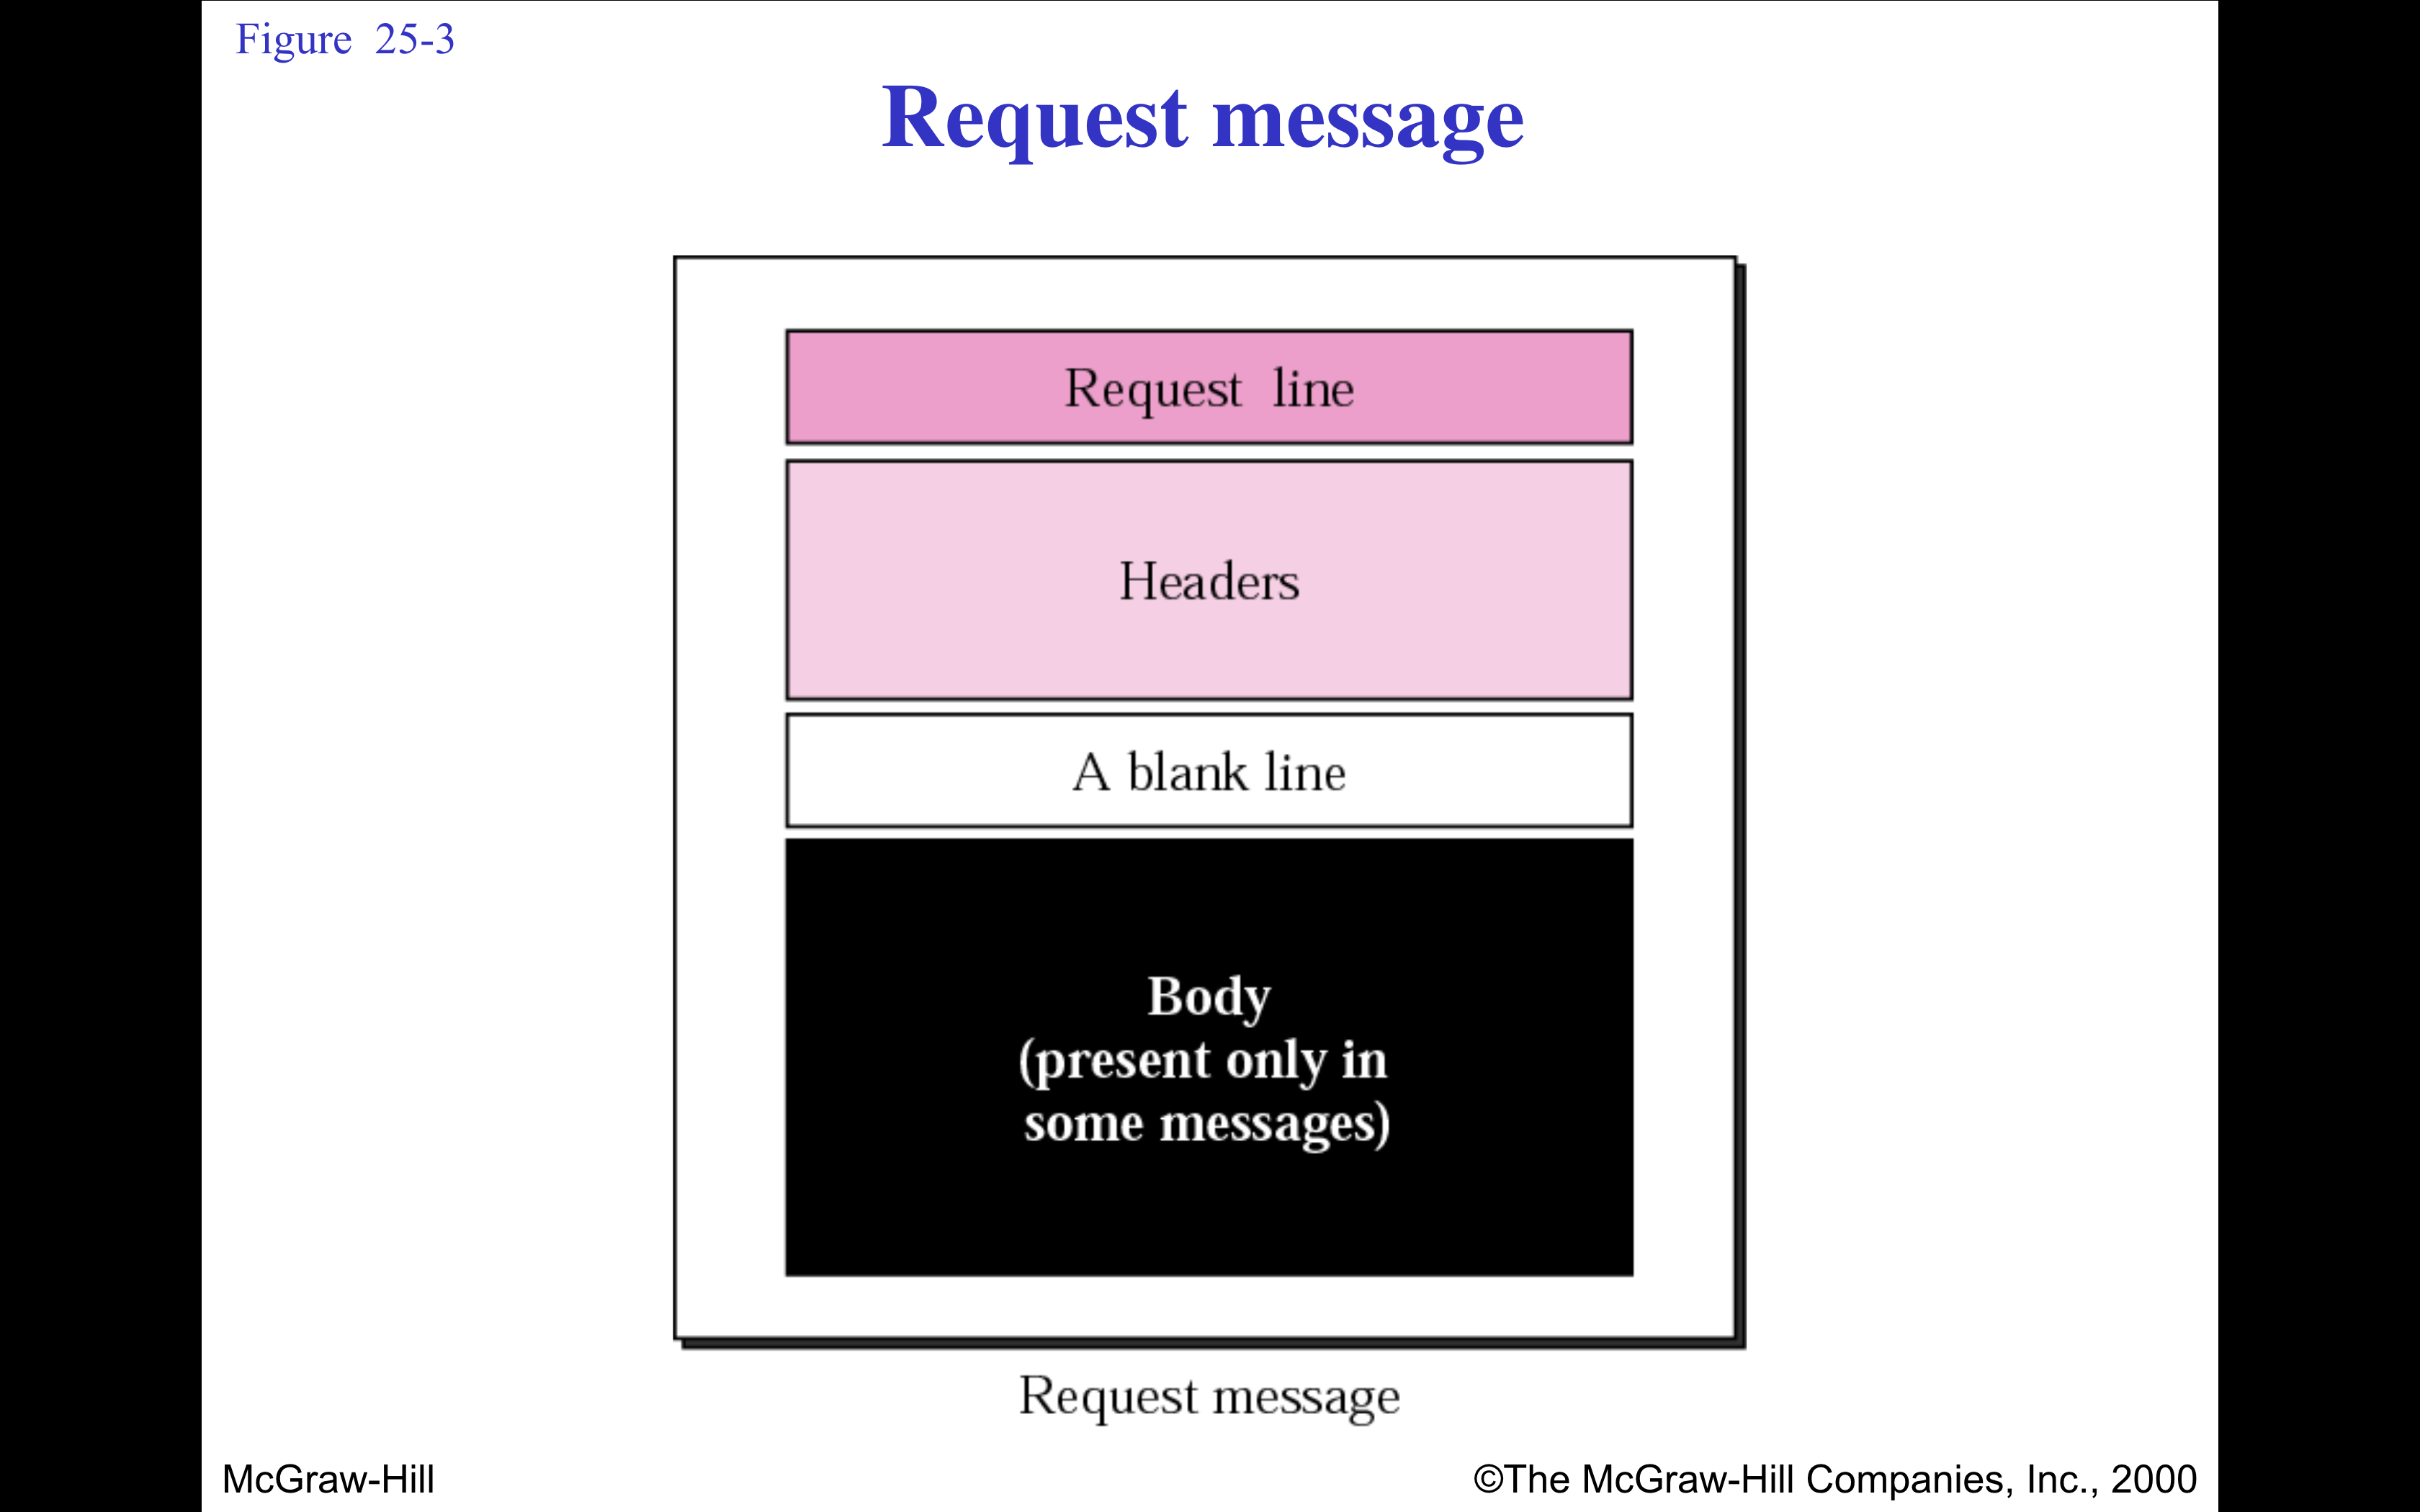 Figure 25-3
Request message
Request line
Headers
A blank line
Body
(present only in
some messages)
Request message
McGraw-Hill
©The McGraw-Hill Companies, Inc., 2000